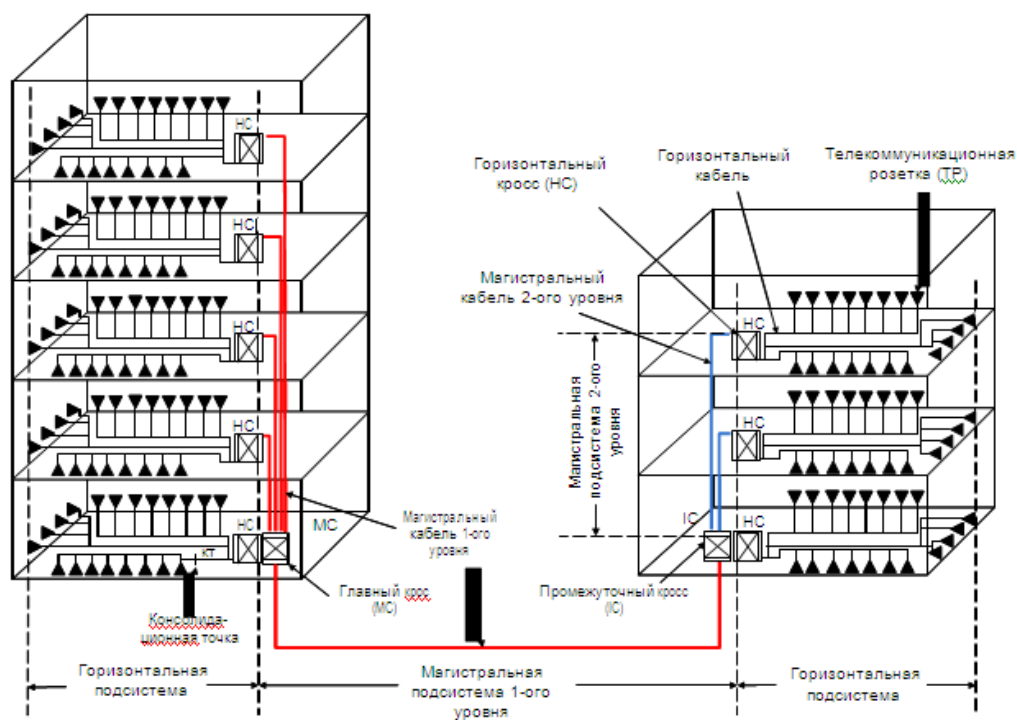 НС
НС
НС
НС
НС
МС
кт
Консолида-
ционная точка
Магистральный
кабель 1-ого
уровня
Главный крос
(МС)
Горизонтальный
кросс (НС)
Горизонтальный
кабель
Телекоммуникационная
розетка (ТР)
Магистральный
кабель 2-ого уровня
Магистральная
подсистема 2-ого
уровня
НС
НС
IC
НС
Промежуточный кросс
(IC)
Горизонтальная
подсистема
Магистральная
подсистема 1-ого
уровня
Горизонтальная
подсистема